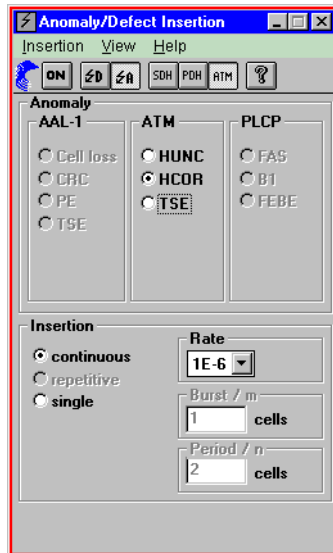 Anomaly/Defect Insertion
Insertion View Help
ON D A SDH PDH ATM ?
Anomaly
AAL-1 ATM PLCP
Cell loss HUNC FAS
CRC HCOR B1
PE TSE FEBE
TSE
Insertion
Rate
continuous 1E-6
repetitive
single Burst / m
1 cells
Period / n
2 cells